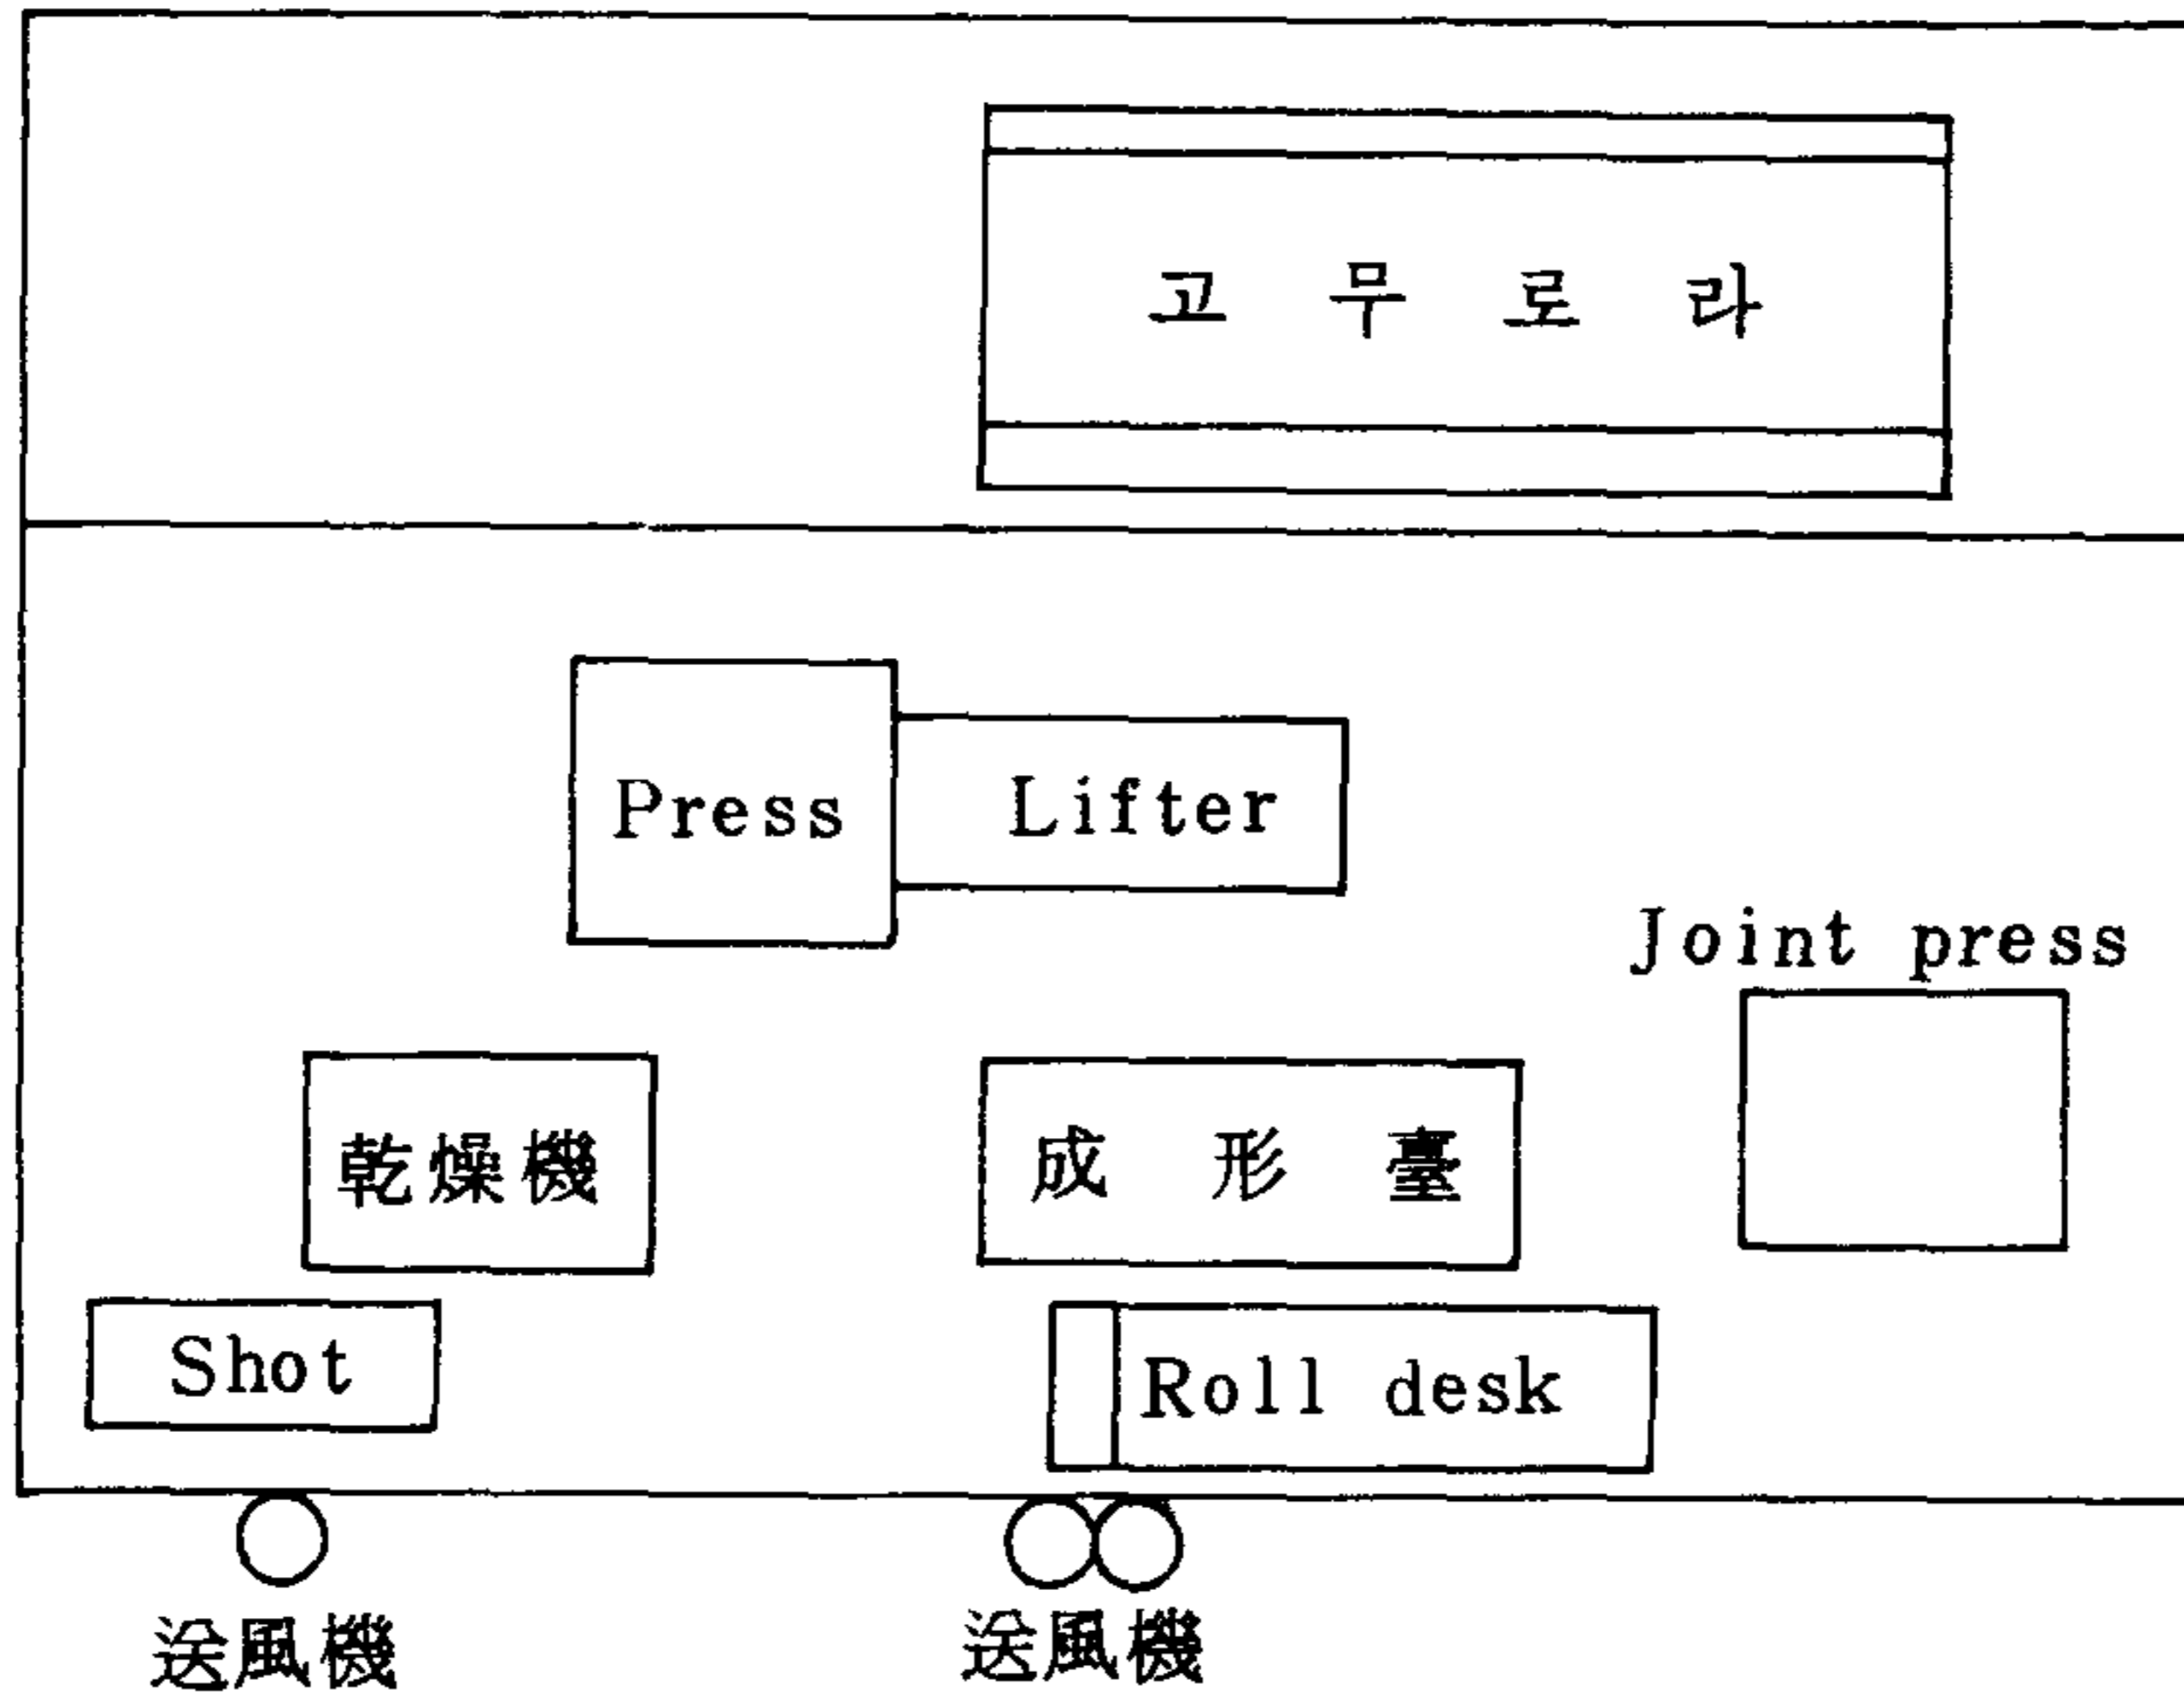 고 무 로 라
Press
Lifter
Joint press
乾燥機
成 形 臺
Shot
Roll desk
送風機
送風機